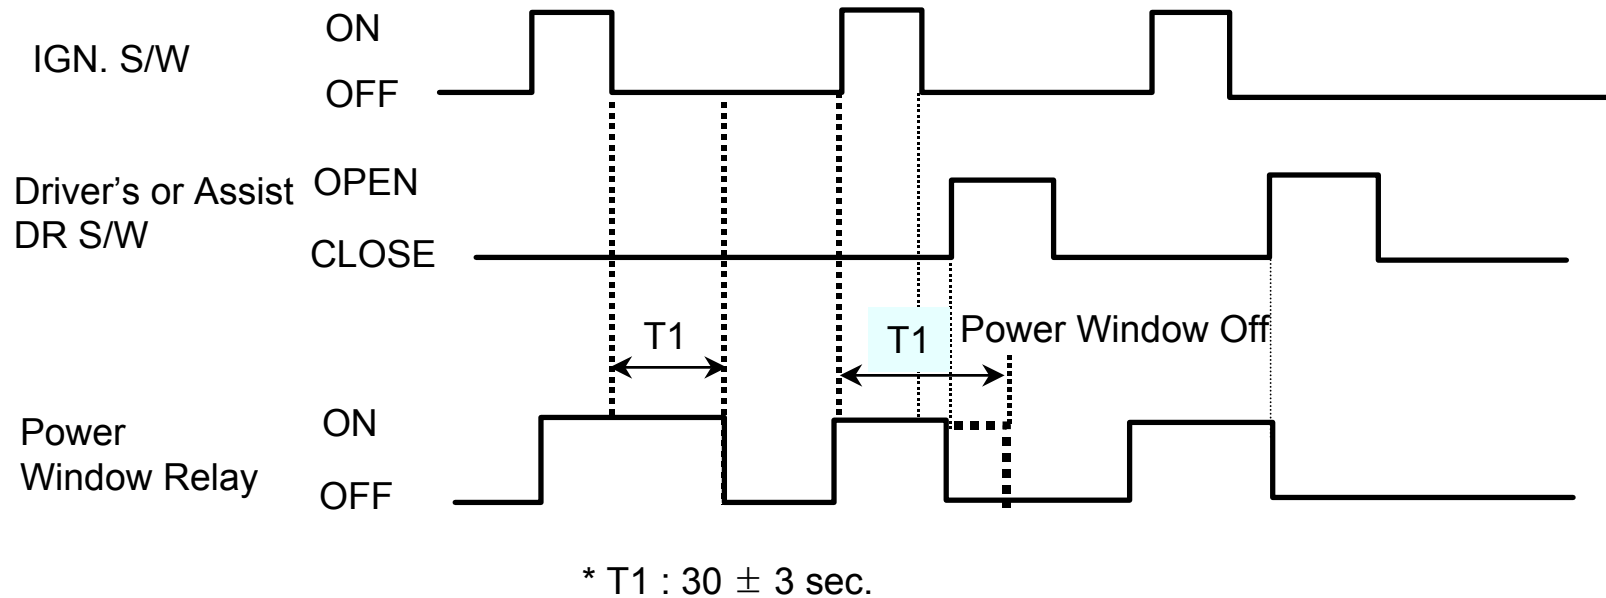 IGN. S/W
ON
OFF
Driver's or Assist
DR S/W
OPEN
CLOSE
T1
T1
Power Window Off
Power
Window Relay
ON
OFF
* T1 : 30 ± 3 sec.